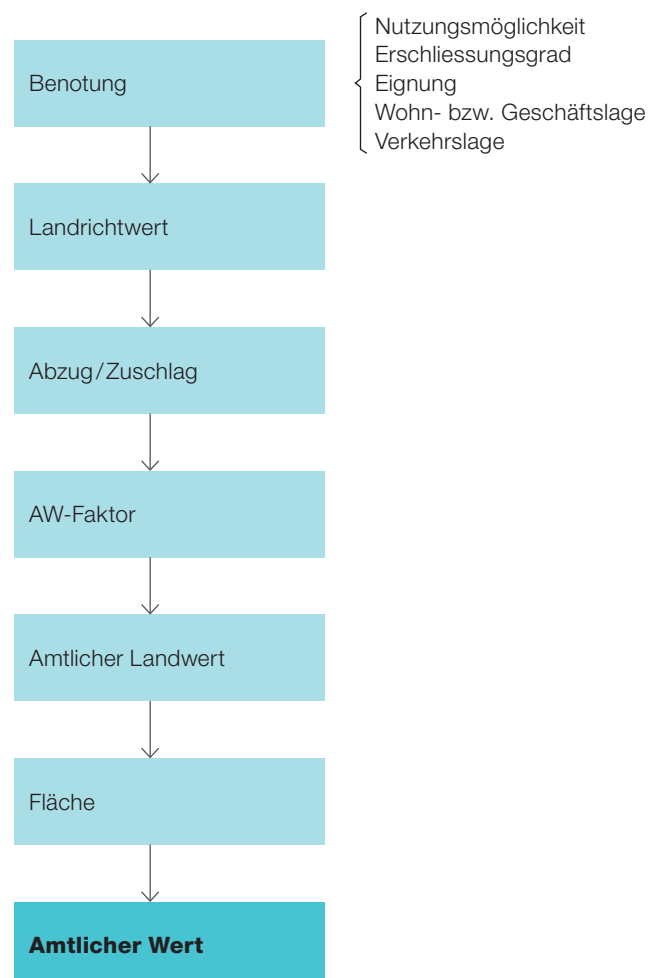 Benotung
Nutzungsmöglichkeit
Erschliessungsgrad
Eignung
Wohn- bzw. Geschäftslage
Verkehrslage
Landrichtwert
Abzug/Zuschlag
AW-Faktor
Amtlicher Landwert
Fläche
Amtlicher Wert